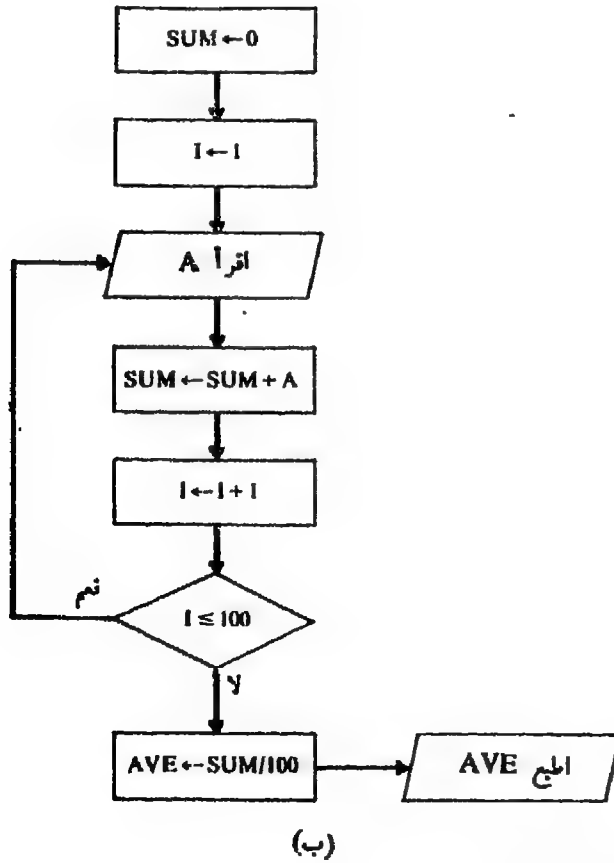 SUM ← 0
I ← 1
اقرأ A
SUM ← SUM + A
I ← I + 1
نعم
I ≤ 100
لا
AVE ← SUM/100
اطبع AVE
(ب)